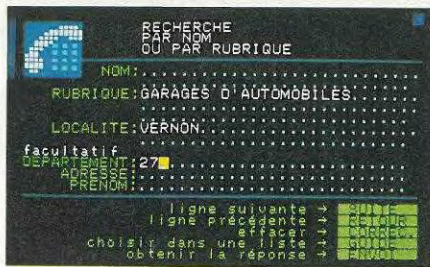 RECHERCHE
PAR NOM
OU PAR RUBRIQUE
NOM:
RUBRIQUE: GARAGES D'AUTOMOBILES
LOCALITE: VERNON
facultatif
DEPARTEMENT: 27
ADRESSE:
PRENOM:
ligne suivante → SUITE
ligne précédente → RETOUR
effacer → CORREC.
choisir dans une liste → GUIDE
obtenir la réponse → ENVOI